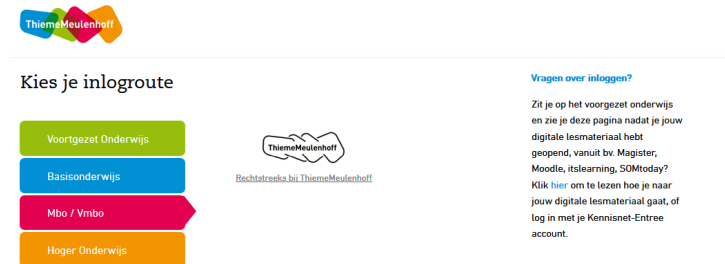 ThiemeMeulenhoff
Kies je inlogroute
Voortgezet Onderwijs
Basisonderwijs
Mbo / Vmbo
Hoger Onderwijs
ThiemeMeulenhoff
Rechtstreeks bij ThiemeMeulenhoff
Vragen over inloggen?
Zit je op het voorgezet onderwijs
en zie je deze pagina nadat je jouw
digitale lesmateriaal hebt
geopend, vanuit bv. Magister,
Moodle, itslearning, SOMtoday?
Klik hier om te lezen hoe je naar
jouw digitale lesmateriaal gaat, of
log in met je Kennisnet-Entree
account.